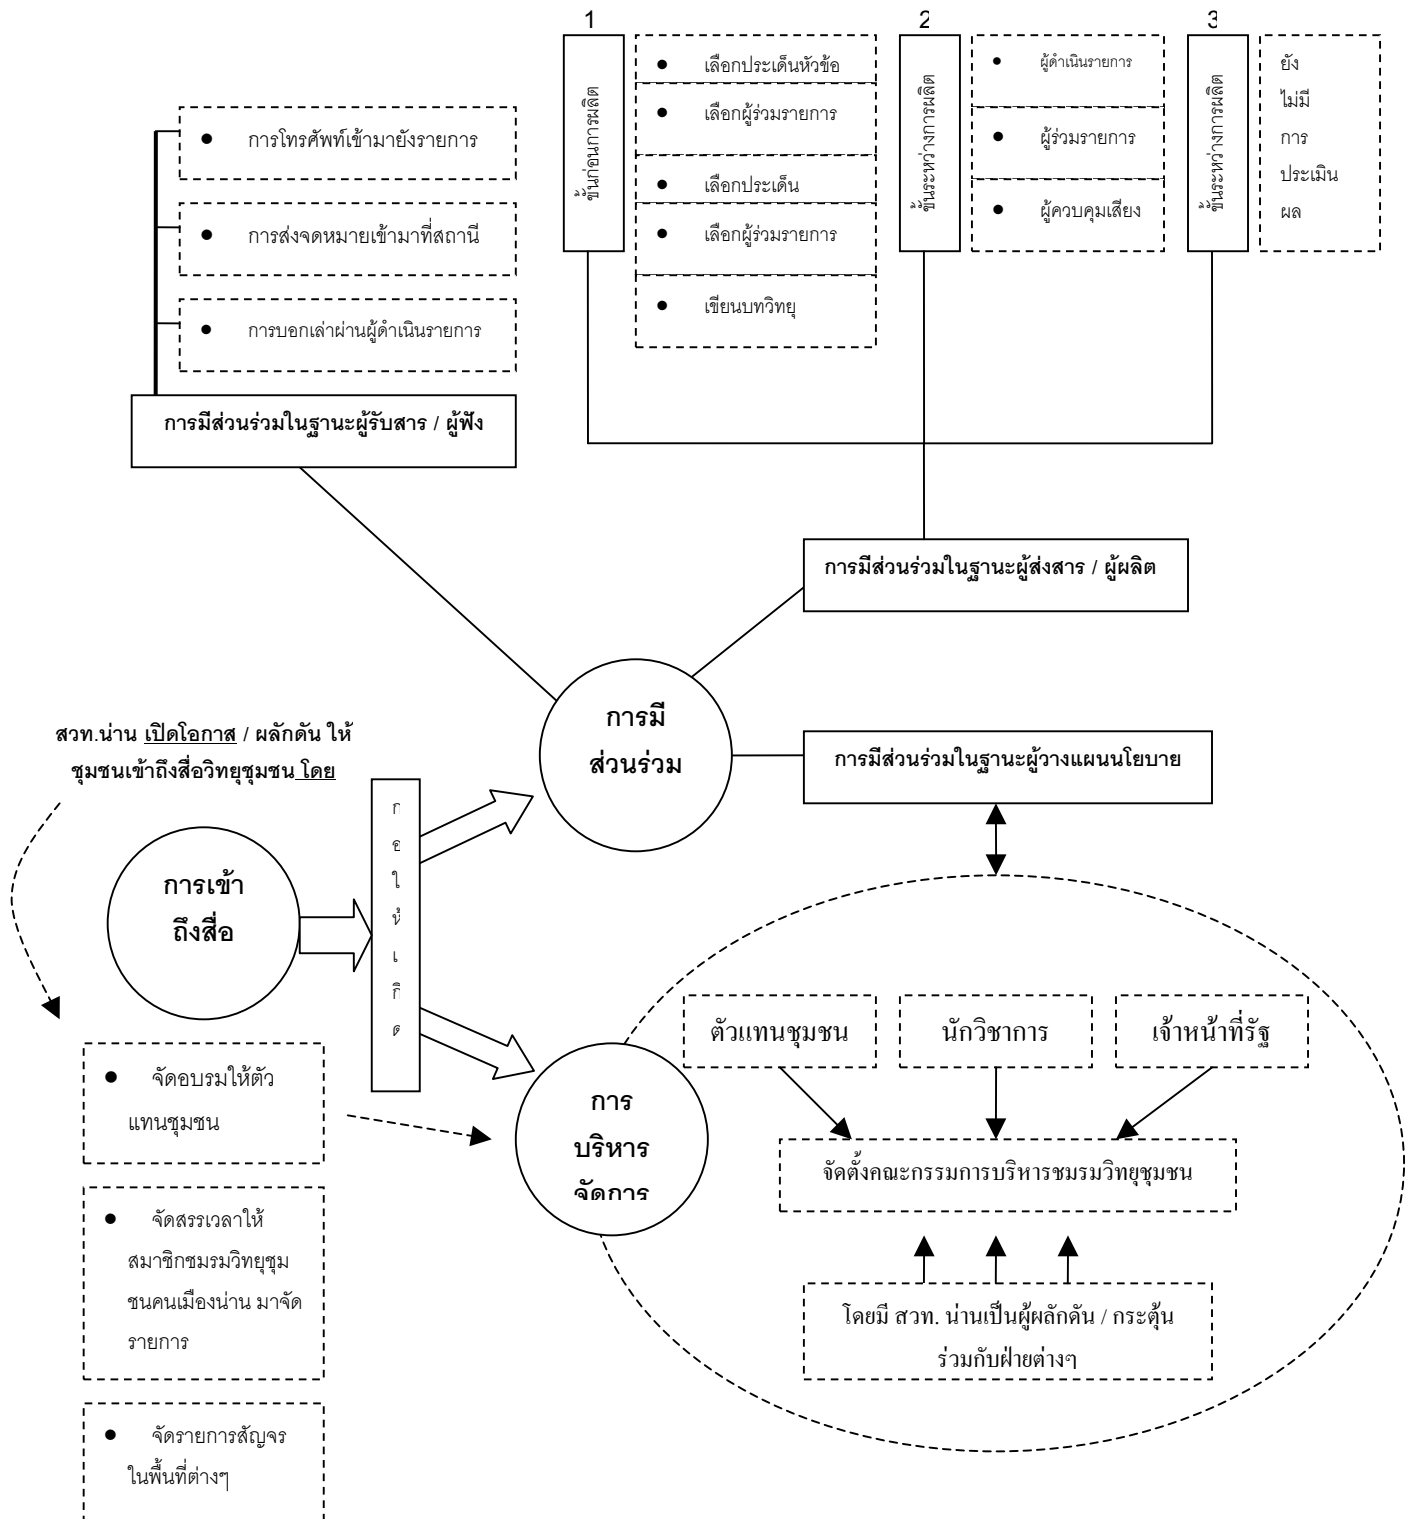 1
2
3
ขั้นก่อนการผลิต
• เลือกประเด็นหัวข้อ
• เลือกผู้ร่วมรายการ
• เลือกประเด็น
• เลือกผู้ร่วมรายการ
• เขียนบทวิทยุ
ขั้นระหว่างการผลิต
• ผู้ดำเนินรายการ
• ผู้ร่วมรายการ
• ผู้ควบคุมเสียง
ขั้นระหว่างการผลิต
ยัง
ไม่มี
การ
ประเมิน
ผล
• การโทรศัพท์เข้ามายังรายการ
• การส่งจดหมายเข้ามาที่สถานี
• การบอกเล่าผ่านผู้ดำเนินรายการ
การมีส่วนร่วมในฐานะผู้รับสาร / ผู้ฟัง
การมีส่วนร่วมในฐานะผู้ส่งสาร / ผู้ผลิต
การมี
ส่วนร่วม
การมีส่วนร่วมในฐานะผู้วางแผนนโยบาย
สวท.น่าน เปิดโอกาส / ผลักดัน ให้
ชุมชนเข้าถึงสื่อวิทยุชุมชน โดย
การเข้า
ถึงสื่อ
ก
อ
ใ
ห้
เ
กิ
ด
• จัดอบรมให้ตัว
แทนชุมชน
• จัดสรรเวลาให้
สมาชิกชมรมวิทยุชุม
ชนคนเมืองน่าน มาจัด
รายการ
• จัดรายการสัญจร
ในพื้นที่ต่างๆ
การ
บริหาร
จัดการ
ตัวแทนชุมชน
นักวิชาการ
เจ้าหน้าที่รัฐ
จัดตั้งคณะกรรมการบริหารชมรมวิทยุชุมชน
โดยมี สวท. น่านเป็นผู้ผลักดัน / กระตุ้น
ร่วมกับฝ่ายต่างๆ